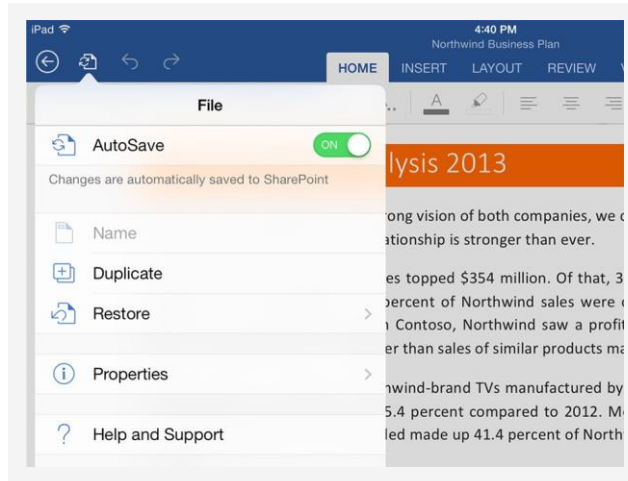 iPad
4:40 PM
Northwind Business Plan
HOME INSERT LAYOUT REVIEW
File
AutoSave ON
Changes are automatically saved to SharePoint
Name
Duplicate
Restore
Properties
Help and Support
.. A
lysis 2013
ong vision of both companies, we
ationship is stronger than ever.
es topped $354 million. Of that, 3
percent of Northwind sales were
Contoso, Northwind saw a profi
er than sales of similar products ma
nwind-brand TVs manufactured by
5.4 percent compared to 2012. M
led made up 41.4 percent of North